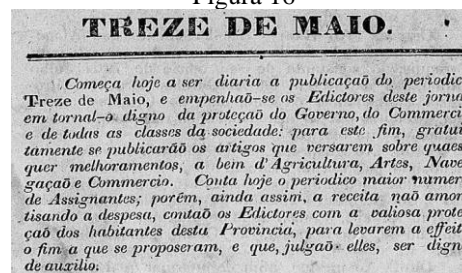 Figura 16
TREZE DE MAIO.
Começa hoje a ser diaria a publicaçaõ do periodic
Treze de Maio, e empenhaõ-se os Edictores deste jorna
em tornal-o digno da proteçaõ do Governo, do Commerci
e de todas as classes da sociedade: para este fim, gratui
tamente se publicaráõ os artigos que versarem sobre quaes
quer melhoramentos, a bem d'Agricultura, Artes, Nave
gaçaõ e Commercio. Conta hoje o periodico maior numer
de Assignantes; porém, ainda assim, a receita naõ amor
tisando a despesa, contaõ os Edictores com a valiosa prote
çaõ dos habitantes desta Provincia, para levarem a effeit
o fim a que se proposeram, e que, julgaõ elles, ser dign
de auxilio.